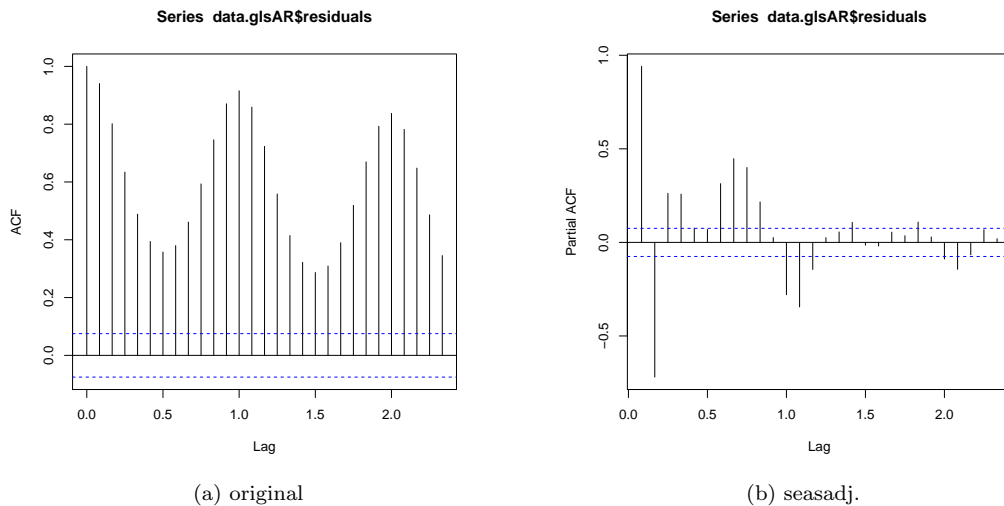 Series  data.glsAR$residuals
ACF
1.0
0.8
0.6
0.4
0.2
0.0
0.0 0.5 1.0 1.5 2.0
Lag
(a) original
Series  data.glsAR$residuals
Partial ACF
1.0
0.5
0.0
−0.5
0.0 0.5 1.0 1.5 2.0
Lag
(b) seasadj.